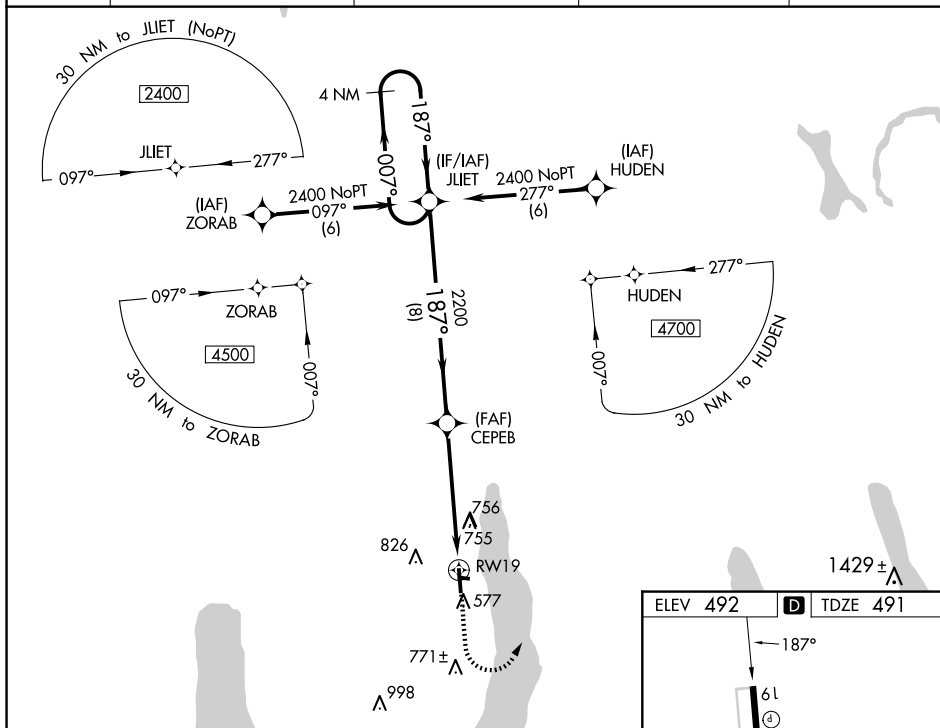 30 NM to JLIET (NoPT)
2400
JLIET
097°
277°
4 NM
187°
007°
(IF/IAF)
JLIET
(IAF)
HUDEN
2400 NoPT
277°
(6)
(IAF)
ZORAB
2400 NoPT
097°
(6)
097°
ZORAB
4500
007°
30 NM to ZORAB
2200
187°
(8)
277°
HUDEN
4700
007°
30 NM to HUDEN
(FAF)
CEPEB
756
755
826
RW19
577
771±
998
1429±
ELEV 492 D TDZE 491
187°
19
P